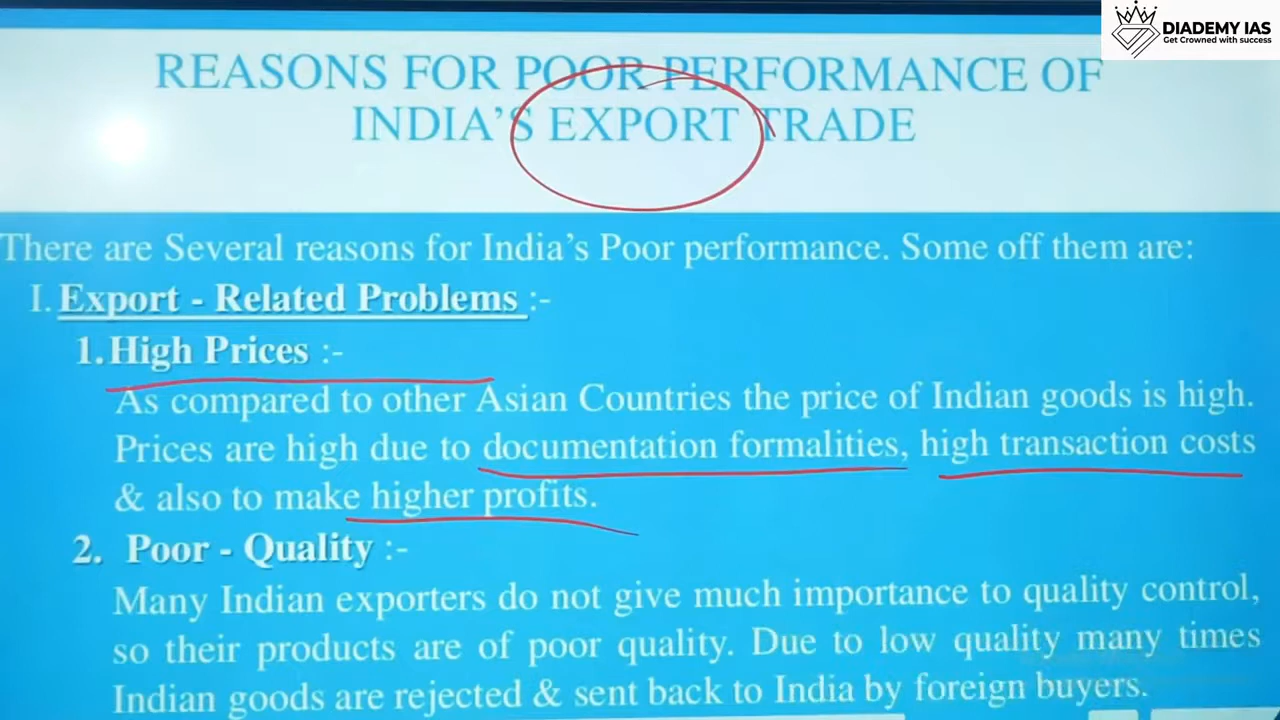 DIADEMY IAS
Get Crowned with success
REASONS FOR POOR PERFORMANCE OF
INDIA'S EXPORT TRADE
There are Several reasons for India's Poor performance. Some off them are:
I. Export - Related Problems :-
1. High Prices :-
As compared to other Asian Countries the price of Indian goods is high.
Prices are high due to documentation formalities, high transaction costs
& also to make higher profits.
2. Poor - Quality :-
Many Indian exporters do not give much importance to quality control,
so their products are of poor quality. Due to low quality many times
Indian goods are rejected & sent back to India by foreign buyers.